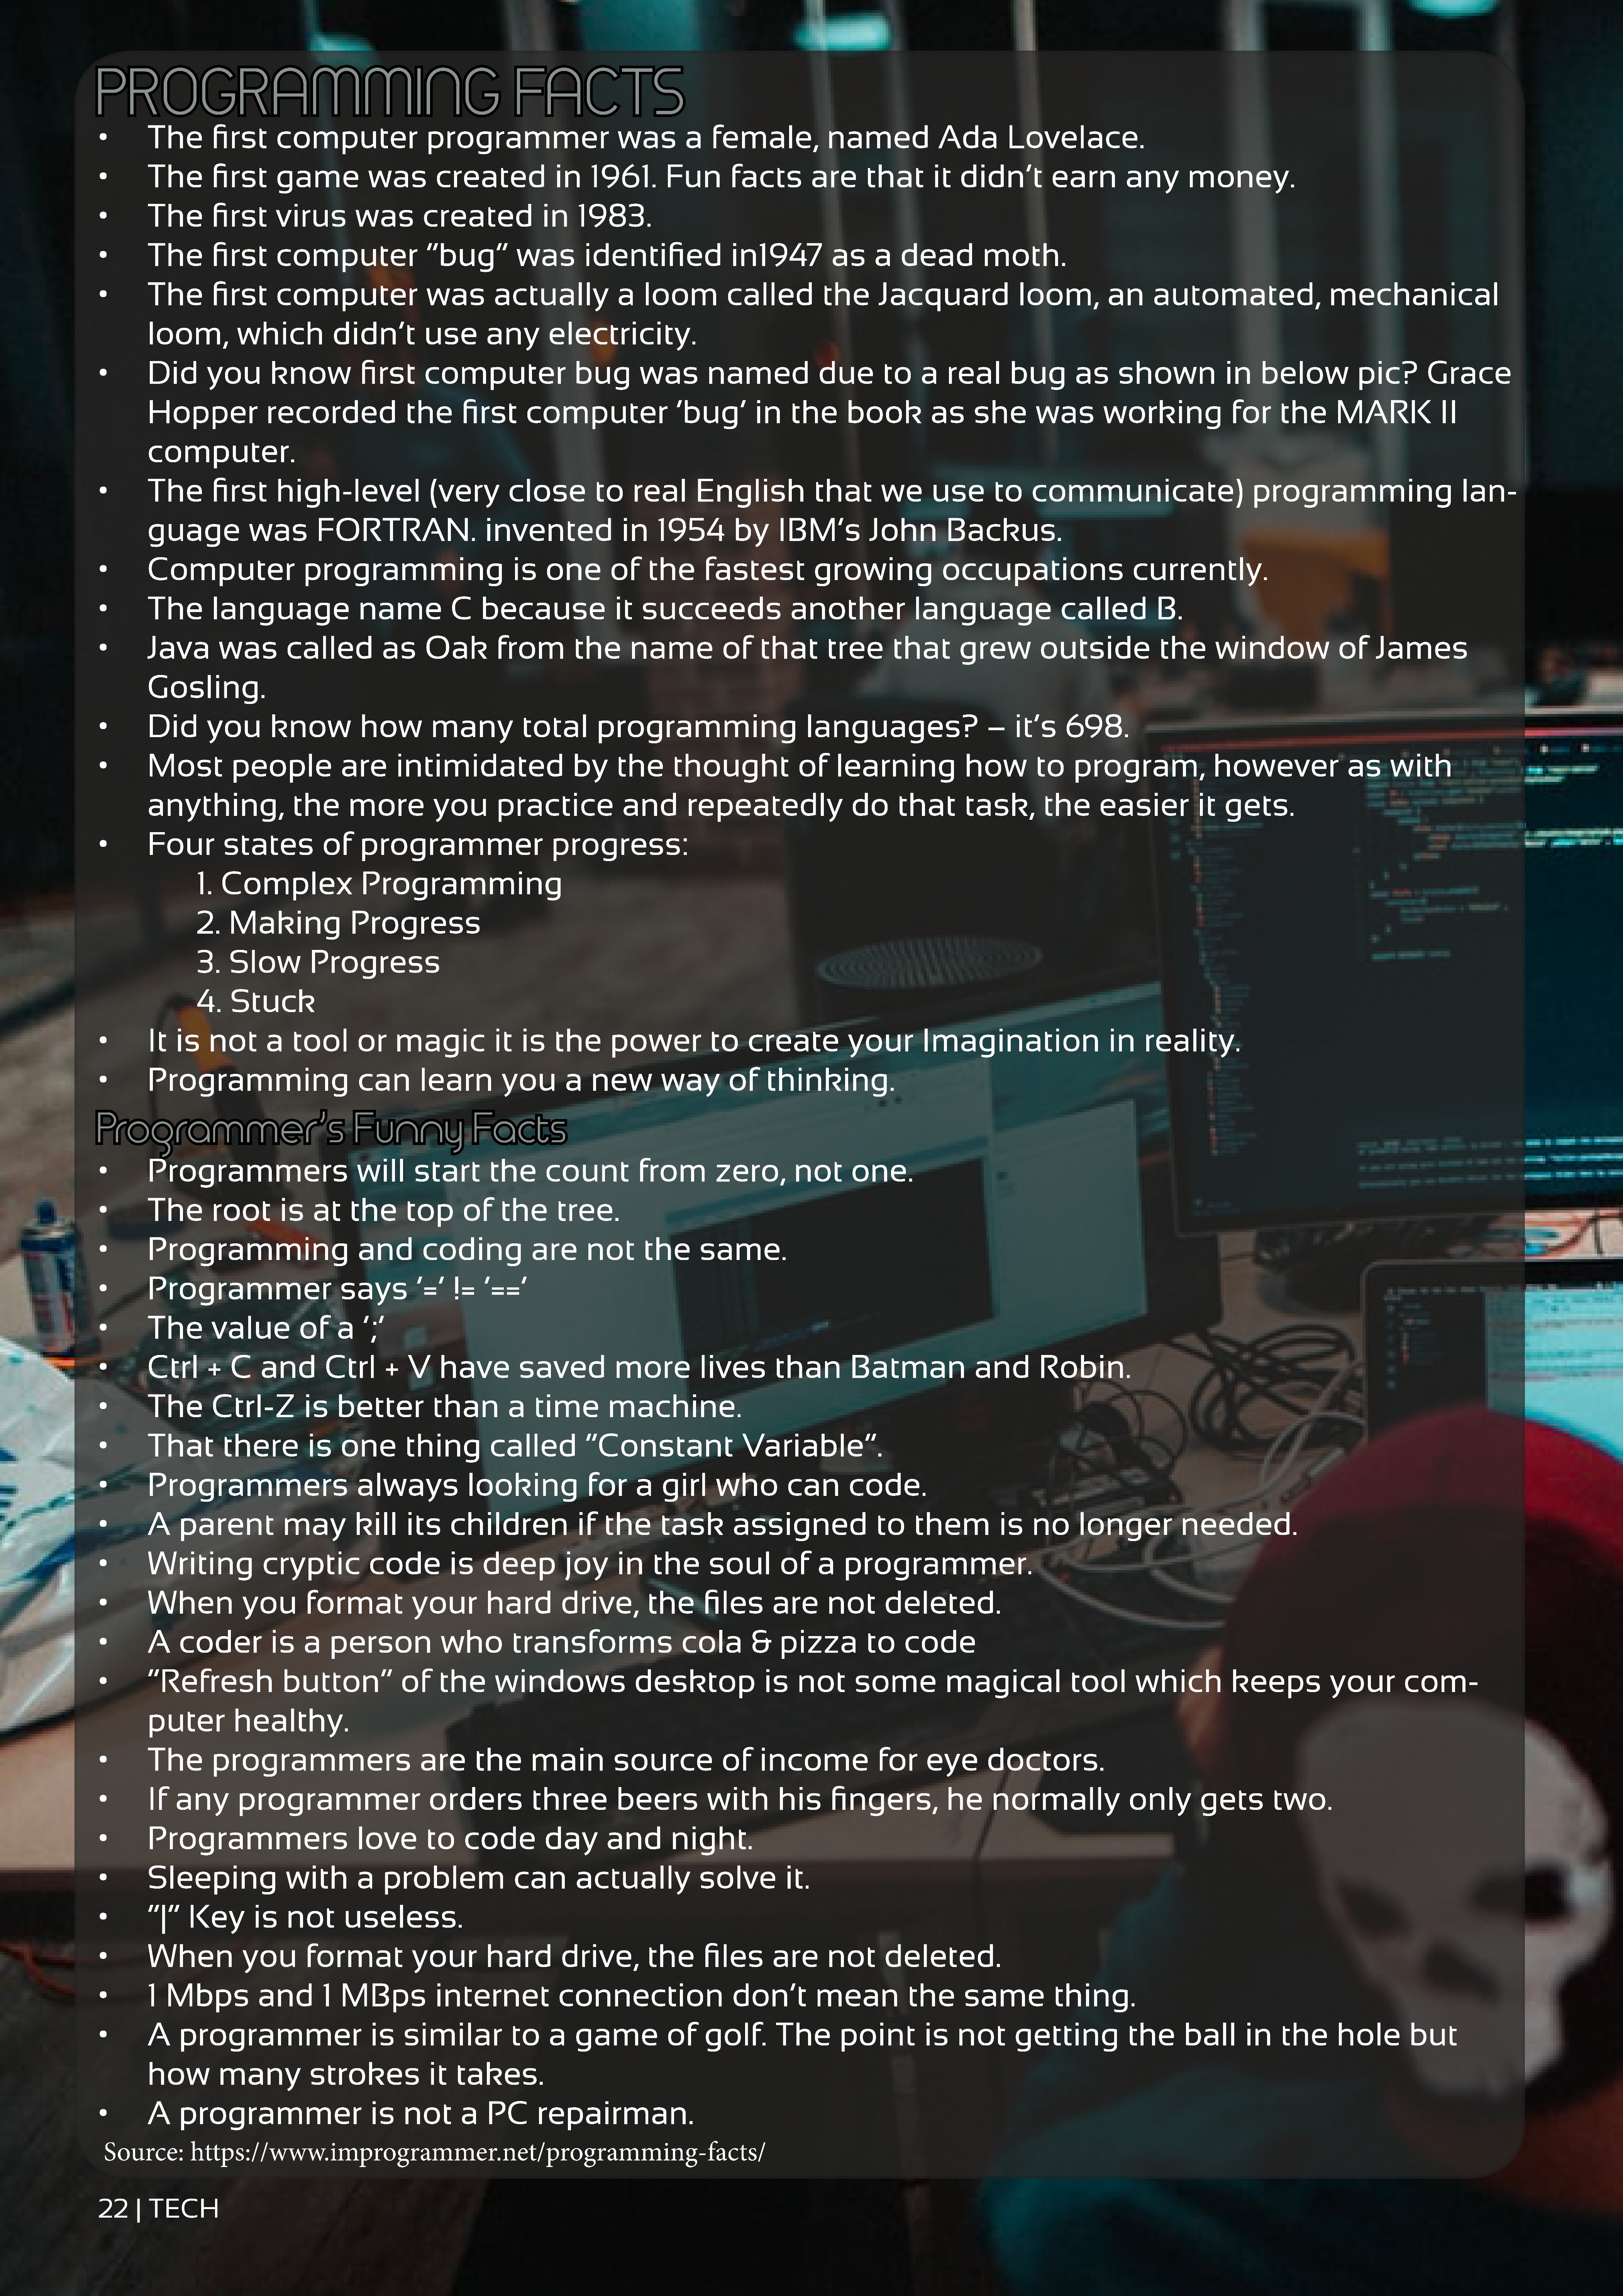 PROGRAMMING FACTS
• The first computer programmer was a female, named Ada Lovelace.
• The first game was created in 1961. Fun facts are that it didn't earn any money.
• The first virus was created in 1983.
• The first computer "bug" was identified in1947 as a dead moth.
• The first computer was actually a loom called the Jacquard loom, an automated, mechanical
loom, which didn't use any electricity.
• Did you know first computer bug was named due to a real bug as shown in below pic? Grace
Hopper recorded the first computer 'bug' in the book as she was working for the MARK II
computer.
• The first high-level (very close to real English that we use to communicate) programming lan-
guage was FORTRAN. invented in 1954 by IBM's John Backus.
• Computer programming is one of the fastest growing occupations currently.
• The language name C because it succeeds another language called B.
• Java was called as Oak from the name of that tree that grew outside the window of James
Gosling.
• Did you know how many total programming languages? – it's 698.
• Most people are intimidated by the thought of learning how to program, however as with
anything, the more you practice and repeatedly do that task, the easier it gets.
• Four states of programmer progress:
1. Complex Programming
2. Making Progress
3. Slow Progress
4. Stuck
• It is not a tool or magic it is the power to create your Imagination in reality.
• Programming can learn you a new way of thinking.
Programmer's Funny Facts
• Programmers will start the count from zero, not one.
• The root is at the top of the tree.
• Programming and coding are not the same.
• Programmer says '=' != '=='
• The value of a ';'
• Ctrl + C and Ctrl + V have saved more lives than Batman and Robin.
• The Ctrl-Z is better than a time machine.
• That there is one thing called "Constant Variable".
• Programmers always looking for a girl who can code.
• A parent may kill its children if the task assigned to them is no longer needed.
• Writing cryptic code is deep joy in the soul of a programmer.
• When you format your hard drive, the files are not deleted.
• A coder is a person who transforms cola & pizza to code
• "Refresh button" of the windows desktop is not some magical tool which keeps your com-
puter healthy.
• The programmers are the main source of income for eye doctors.
• If any programmer orders three beers with his fingers, he normally only gets two.
• Programmers love to code day and night.
• Sleeping with a problem can actually solve it.
• "|" Key is not useless.
• When you format your hard drive, the files are not deleted.
• 1 Mbps and 1 MBps internet connection don't mean the same thing.
• A programmer is similar to a game of golf. The point is not getting the ball in the hole but
how many strokes it takes.
• A programmer is not a PC repairman.
Source: https://www.improgrammer.net/programming-facts/
22 | TECH